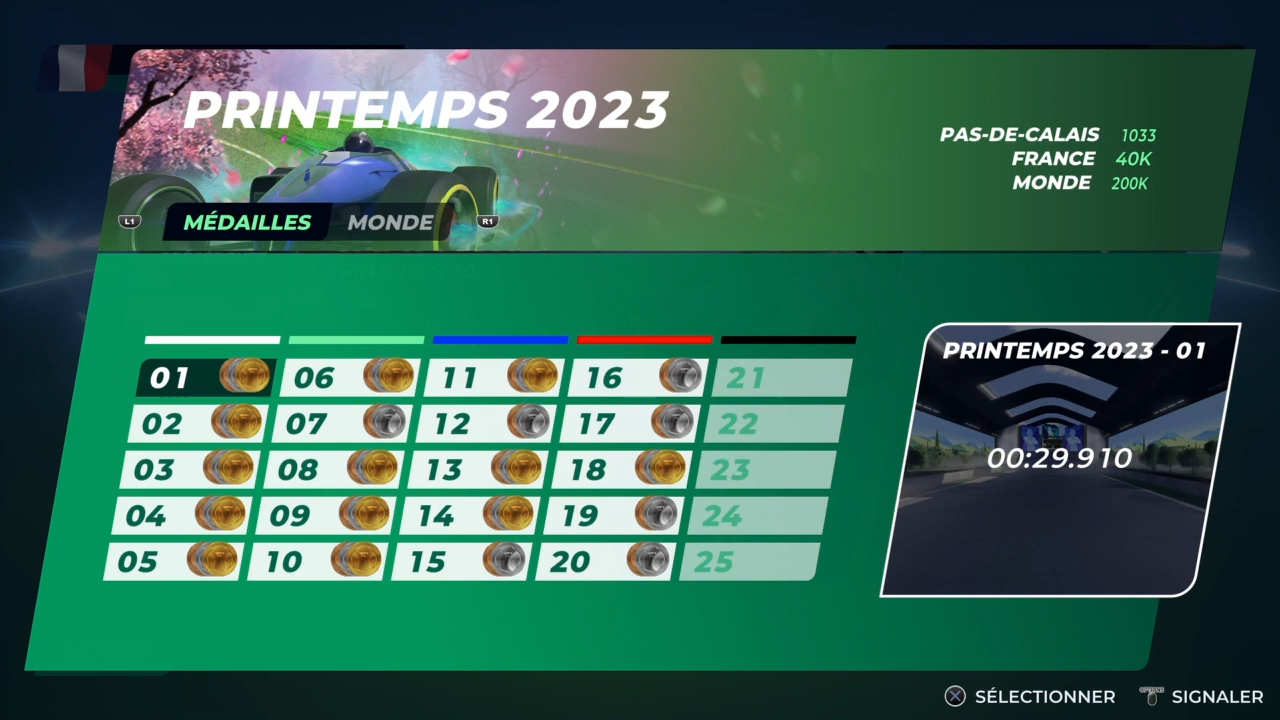 PRINTEMPS 2023
PAS-DE-CALAIS 1033
FRANCE 40K
MONDE 200K
L1 MÉDAILLES MONDE R1
01 06 11 16 21
02 07 12 17 22
03 08 13 18 23
04 09 14 19 24
05 10 15 20 25
PRINTEMPS 2023 - 01
00:29.910
SÉLECTIONNER OPTIONS SIGNALER